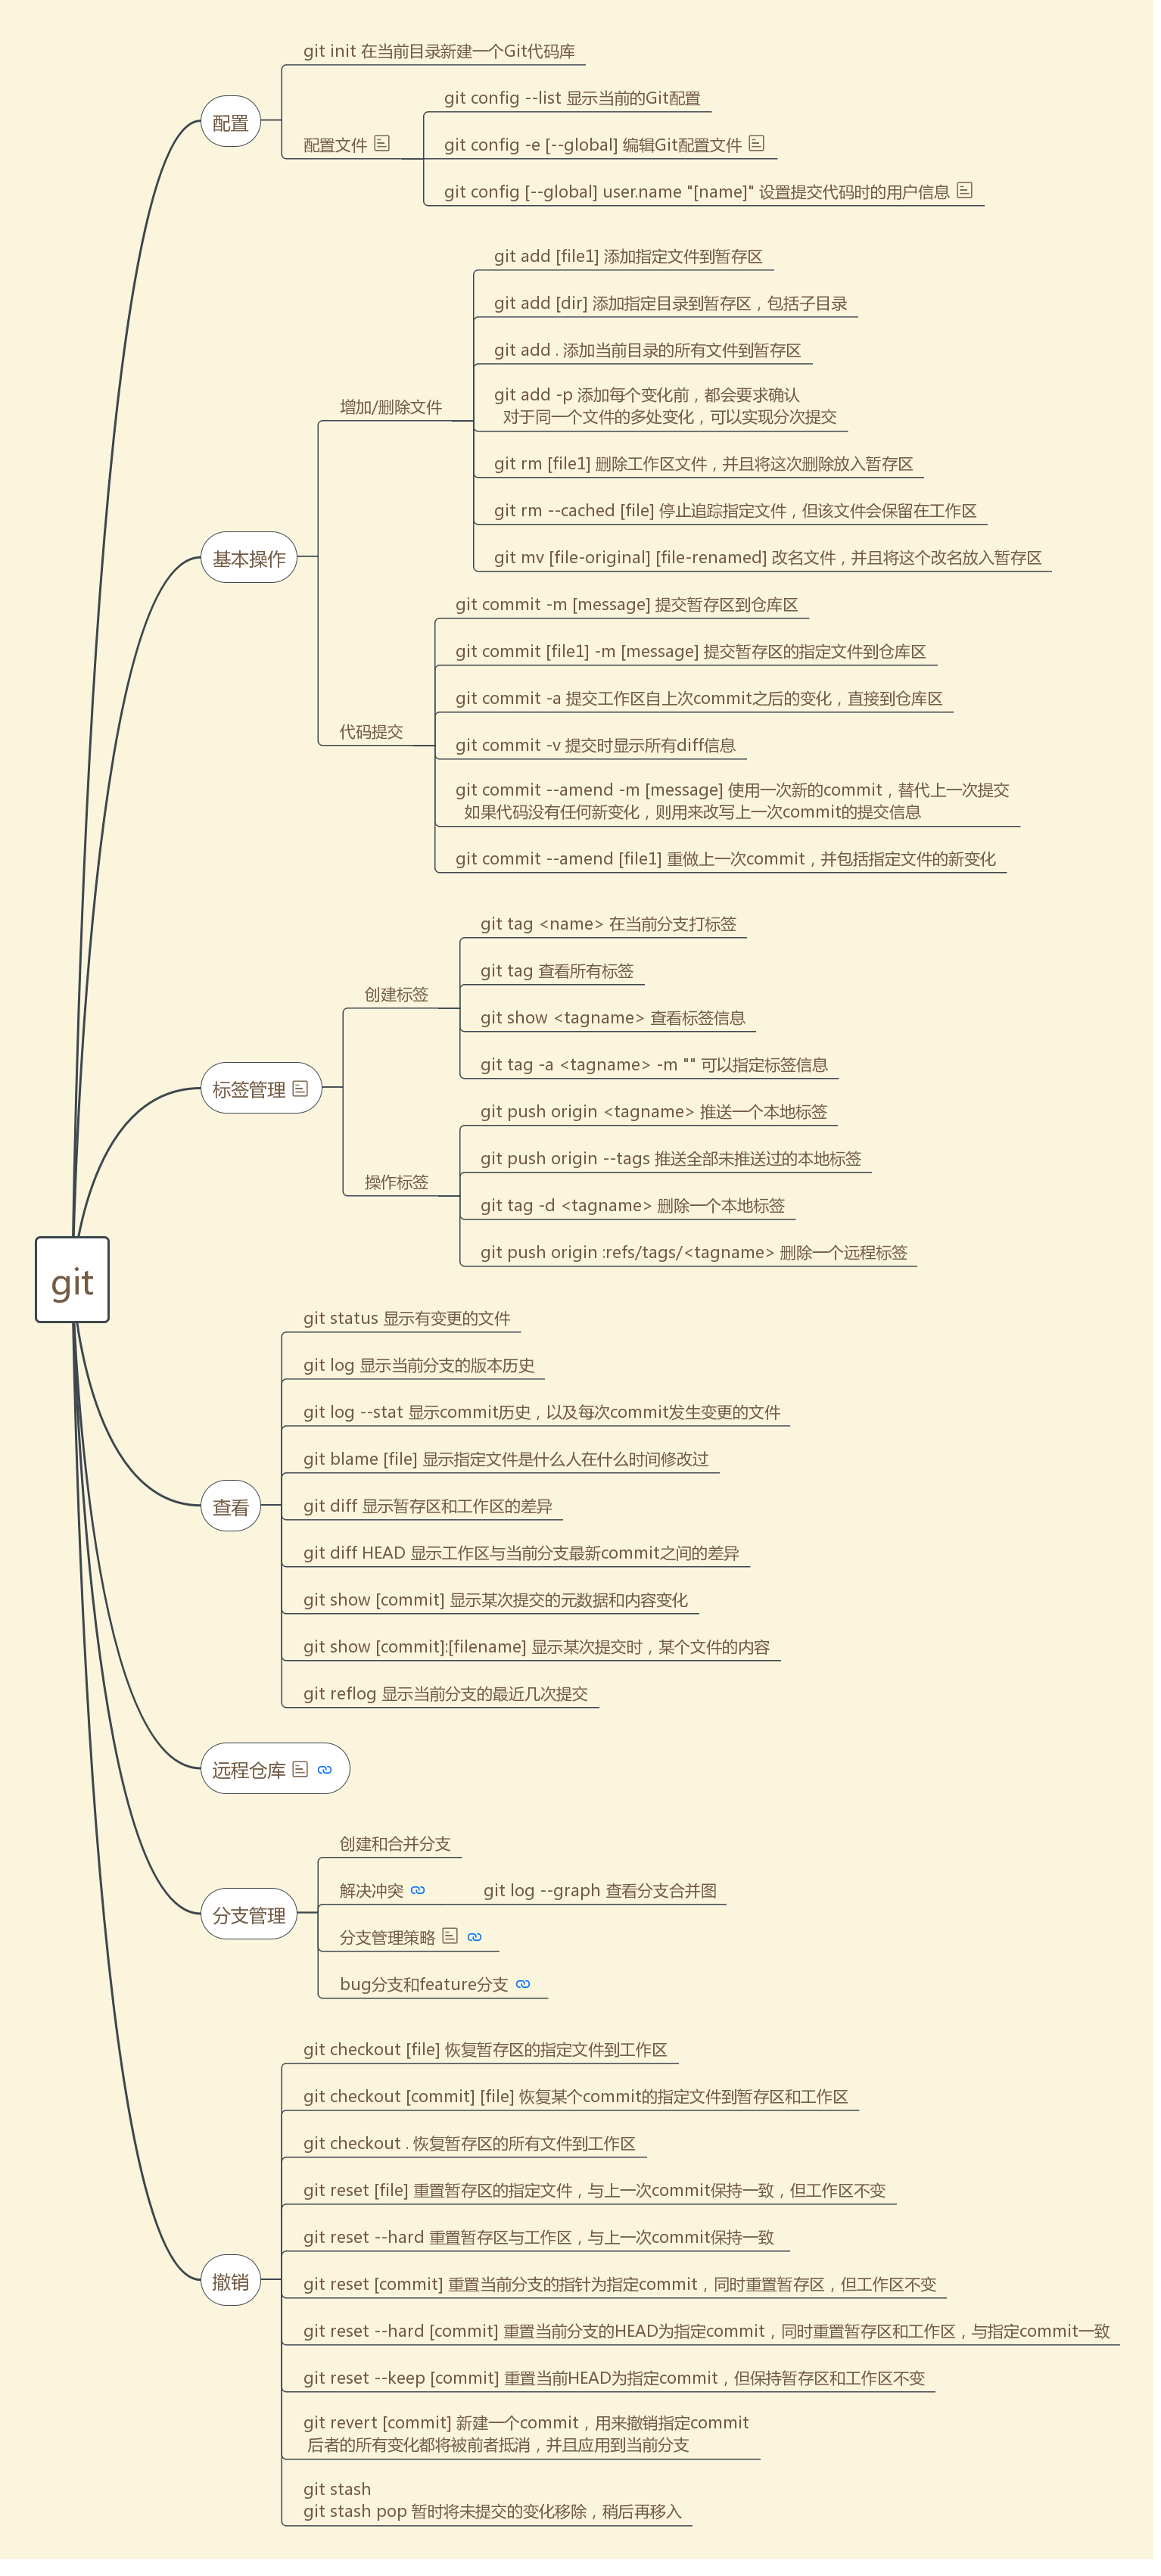 git init 在当前目录新建一个Git代码库
git config --list 显示当前的Git配置
配置
配置文件
git config -e [--global] 编辑Git配置文件
git config [--global] user.name "[name]" 设置提交代码时的用户信息
git add [file1] 添加指定文件到暂存区
git add [dir] 添加指定目录到暂存区，包括子目录
git add . 添加当前目录的所有文件到暂存区
git add -p 添加每个变化前，都会要求确认
对于同一个文件的多处变化，可以实现分次提交
增加/删除文件
git rm [file1] 删除工作区文件，并且将这次删除放入暂存区
git rm --cached [file] 停止追踪指定文件，但该文件会保留在工作区
git mv [file-original] [file-renamed] 改名文件，并且将这个改名放入暂存区
基本操作
git commit -m [message] 提交暂存区到仓库区
git commit [file1] -m [message] 提交暂存区的指定文件到仓库区
git commit -a 提交工作区自上次commit之后的变化，直接到仓库区
代码提交
git commit -v 提交时显示所有diff信息
git commit --amend -m [message] 使用一次新的commit，替代上一次提交
如果代码没有任何新变化，则用来改写上一次commit的提交信息
git commit --amend [file1] 重做上一次commit，并包括指定文件的新变化
git tag <name> 在当前分支打标签
git tag 查看所有标签
创建标签
git show <tagname> 查看标签信息
git tag -a <tagname> -m "" 可以指定标签信息
标签管理
git push origin <tagname> 推送一个本地标签
git push origin --tags 推送全部未推送过的本地标签
操作标签
git tag -d <tagname> 删除一个本地标签
git push origin :refs/tags/<tagname> 删除一个远程标签
git
git status 显示有变更的文件
git log 显示当前分支的版本历史
git log --stat 显示commit历史，以及每次commit发生变更的文件
git blame [file] 显示指定文件是什么人在什么时间修改过
查看
git diff 显示暂存区和工作区的差异
git diff HEAD 显示工作区与当前分支最新commit之间的差异
git show [commit] 显示某次提交的元数据和内容变化
git show [commit]:[filename] 显示某次提交时，某个文件的内容
git reflog 显示当前分支的最近几次提交
远程仓库
创建和合并分支
解决冲突
git log --graph 查看分支合并图
分支管理
分支管理策略
bug分支和feature分支
git checkout [file] 恢复暂存区的指定文件到工作区
git checkout [commit] [file] 恢复某个commit的指定文件到暂存区和工作区
git checkout . 恢复暂存区的所有文件到工作区
git reset [file] 重置暂存区的指定文件，与上一次commit保持一致，但工作区不变
git reset --hard 重置暂存区与工作区，与上一次commit保持一致
撤销
git reset [commit] 重置当前分支的指针为指定commit，同时重置暂存区，但工作区不变
git reset --hard [commit] 重置当前分支的HEAD为指定commit，同时重置暂存区和工作区，与指定commit一致
git reset --keep [commit] 重置当前HEAD为指定commit，但保持暂存区和工作区不变
git revert [commit] 新建一个commit，用来撤销指定commit
后者的所有变化都将被前者抵消，并且应用到当前分支
git stash
git stash pop 暂时将未提交的变化移除，稍后再移入